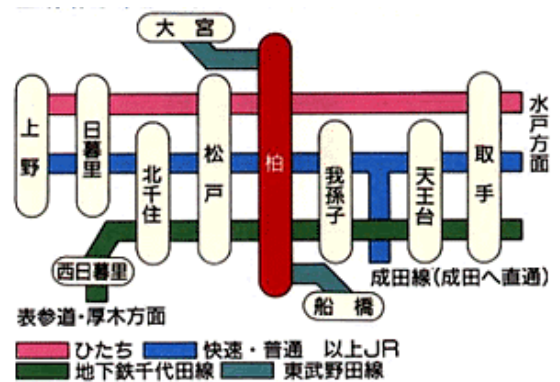 大宮
上野
日暮里
北千住
松戸
柏
我孫子
天王台
取手
水戸方面
西日暮里
船橋
成田線(成田へ直通)
表参道・厚木方面
ひたち 快速・普通 以上JR
地下鉄千代田線 東武野田線